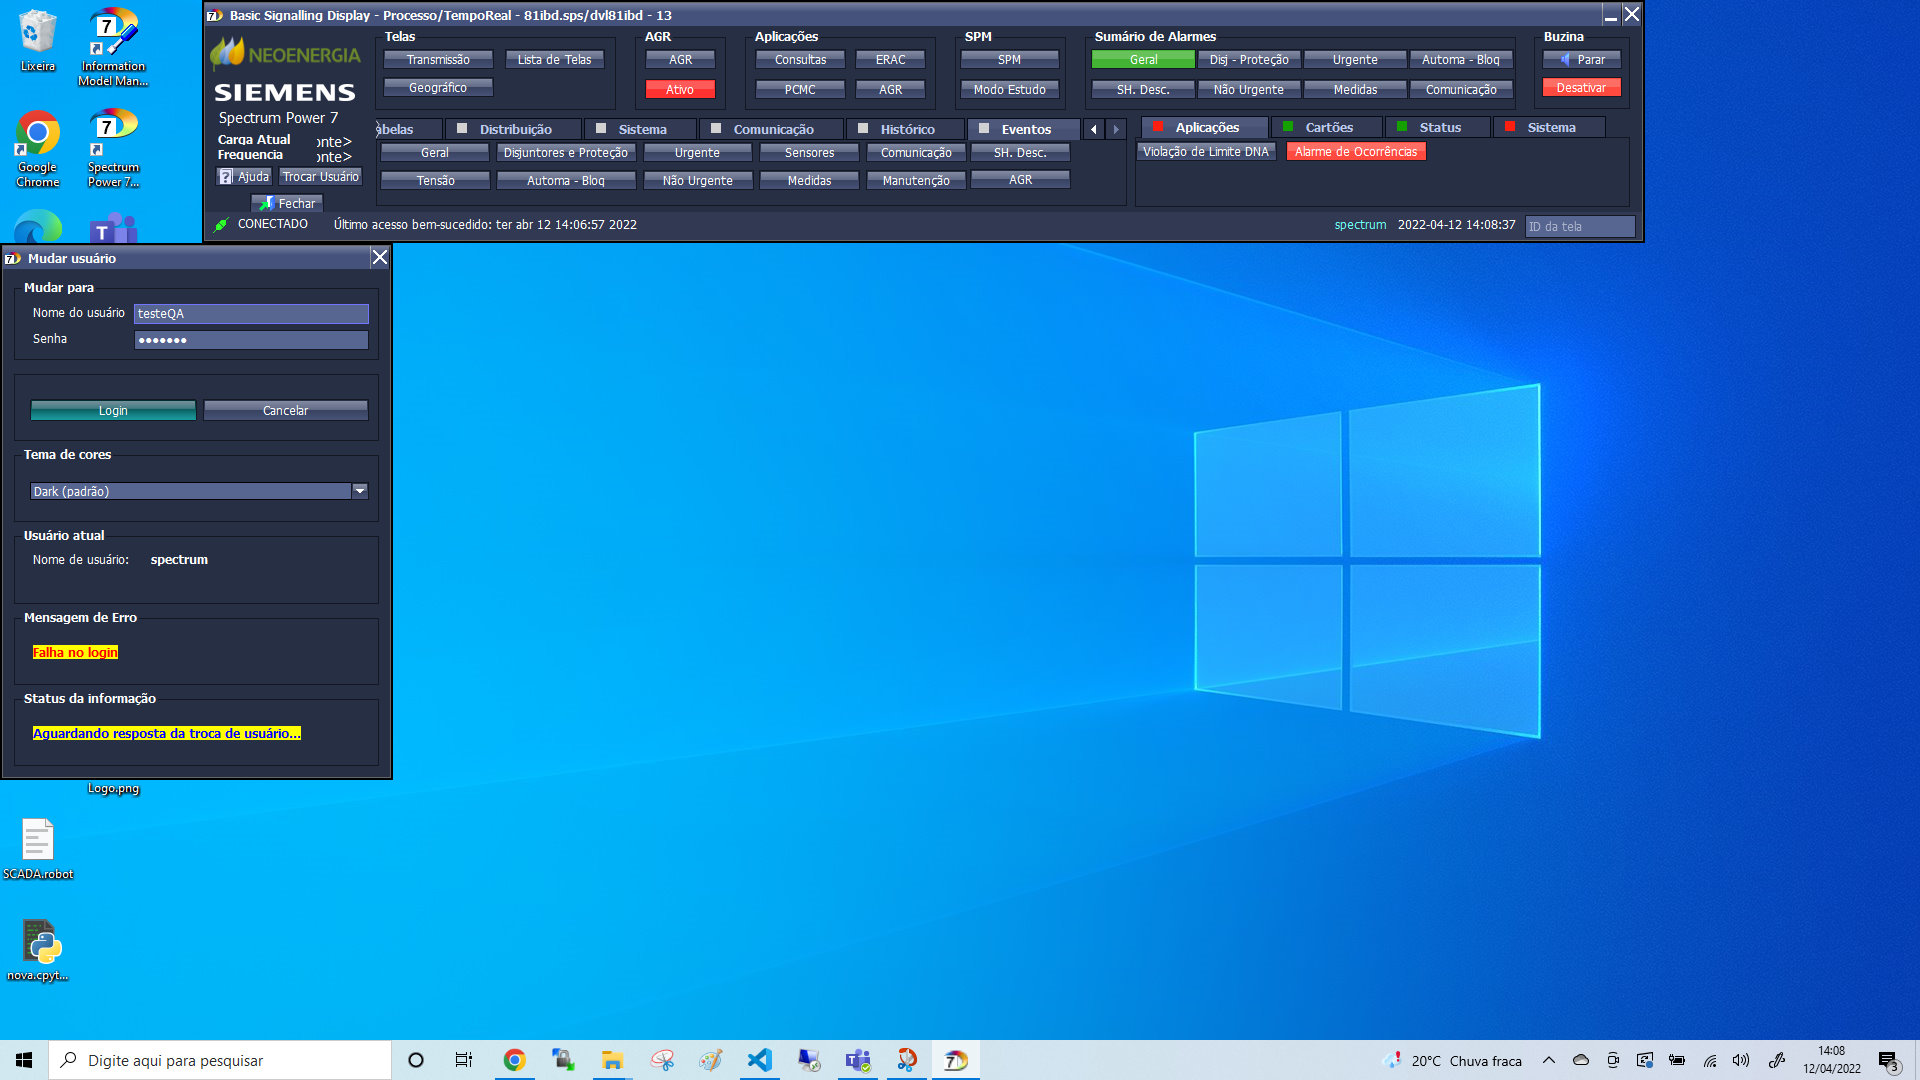 Lixeira
Information
Model Man...
Google
Chrome
Spectrum
Power 7...
Basic Signalling Display - Processo/TempoReal - 81ibd.sps/dvl81ibd - 13
NEOENERGIA
SIEMENS
Spectrum Power 7
Carga Atual onte>
Frequencia onte>
Ajuda Trocar Usuário
Fechar
Telas
Transmissão Lista de Telas
Geográfico
AGR
AGR
Ativo
Aplicações
Consultas ERAC
PCMC AGR
SPM
SPM
Modo Estudo
Sumário de Alarmes
Geral Disj - Proteção Urgente Automa - Bloq
SH. Desc. Não Urgente Medidas Comunicação
Buzina
Parar
Desativar
abelas Distribuição Sistema Comunicação Histórico Eventos
Geral Disjuntores e Proteção Urgente Sensores Comunicação SH. Desc.
Tensão Automa - Bloq Não Urgente Medidas Manutenção AGR
Aplicações Cartões Status Sistema
Violação de Limite DNA Alarme de Ocorrências
CONECTADO Último acesso bem-sucedido: ter abr 12 14:06:57 2022 spectrum 2022-04-12 14:08:37 ID da tela
Mudar usuário
Mudar para
Nome do usuário testeQA
Senha •••••••
Login Cancelar
Tema de cores
Dark (padrão)
Usuário atual
Nome de usuário: spectrum
Mensagem de Erro
Falha no login
Status da informação
Aguardando resposta da troca de usuário...
Logo.png
SCADA.robot
nova.cpyt...
Digite aqui para pesquisar
20°C Chuva fraca
14:08
12/04/2022
3